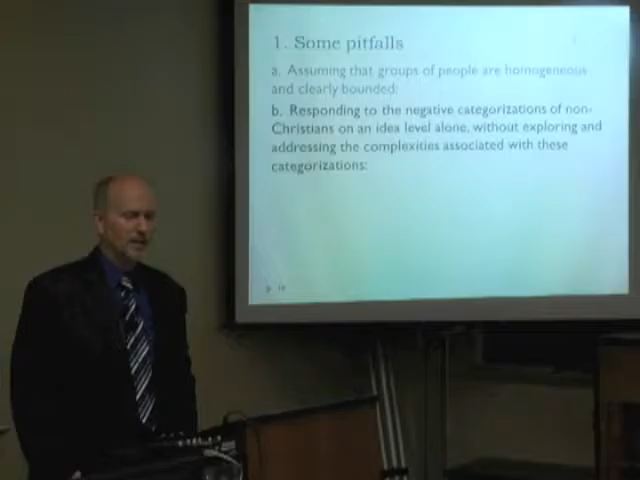 1. Some pitfalls
a. Assuming that groups of people are homogeneous
and clearly bounded;
b. Responding to the negative categorizations of non-
Christians on an idea level alone, without exploring and
addressing the complexities associated with these
categorizations: